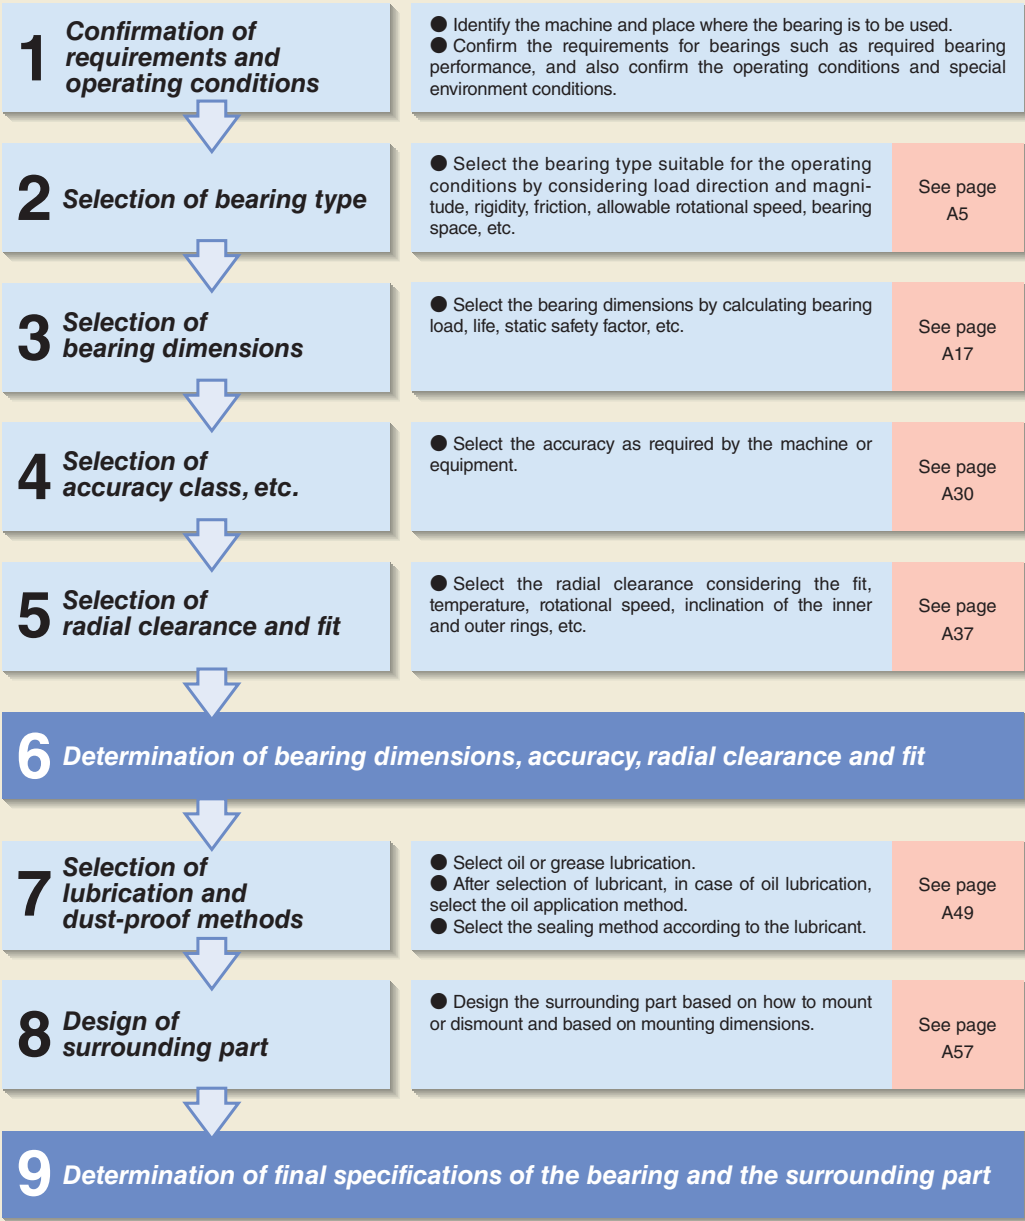 1
Confirmation of
requirements and
operating conditions
● Identify the machine and place where the bearing is to be used.
● Confirm the requirements for bearings such as required bearing
performance, and also confirm the operating conditions and special
environment conditions.
2 Selection of bearing type
● Select the bearing type suitable for the operating
conditions by considering load direction and magni-
tude, rigidity, friction, allowable rotational speed, bearing
space, etc.
See page
A5
3
Selection of
bearing dimensions
● Select the bearing dimensions by calculating bearing
load, life, static safety factor, etc.
See page
A17
4
Selection of
accuracy class, etc.
● Select the accuracy as required by the machine or
equipment.
See page
A30
5
Selection of
radial clearance and fit
● Select the radial clearance considering the fit,
temperature, rotational speed, inclination of the inner
and outer rings, etc.
See page
A37
6 Determination of bearing dimensions, accuracy, radial clearance and fit
7
Selection of
lubrication and
dust-proof methods
● Select oil or grease lubrication.
● After selection of lubricant, in case of oil lubrication,
select the oil application method.
● Select the sealing method according to the lubricant.
See page
A49
8
Design of
surrounding part
● Design the surrounding part based on how to mount
or dismount and based on mounting dimensions.
See page
A57
9 Determination of final specifications of the bearing and the surrounding part